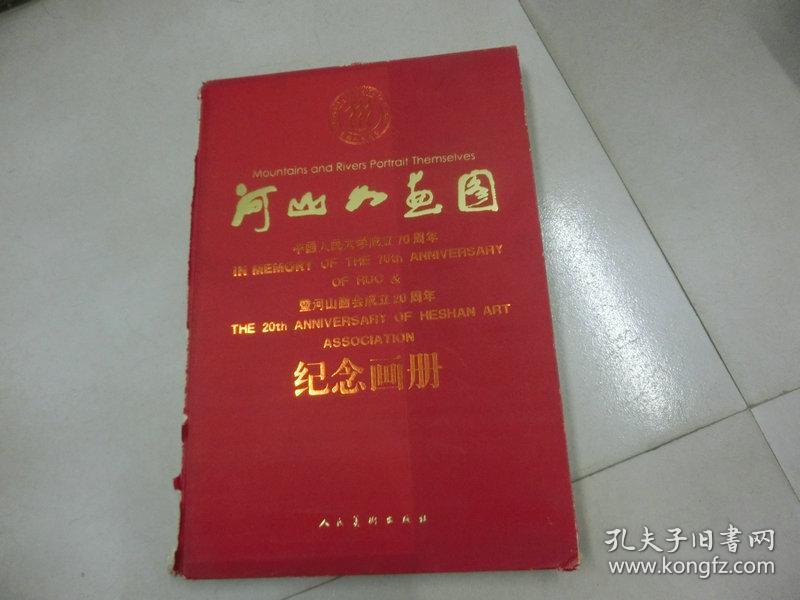 Mountains and Rivers Portrait Themselves
河山如画图
中国人民大学成立70周年
IN MEMORY OF THE 70th ANNIVERSARY
OF RUC &
暨河山画会成立20周年
THE 20th ANNIVERSARY OF HESHAN ART
ASSOCIATION
纪念画册
人民美术出版社
孔夫子旧书网
www.kongfz.com